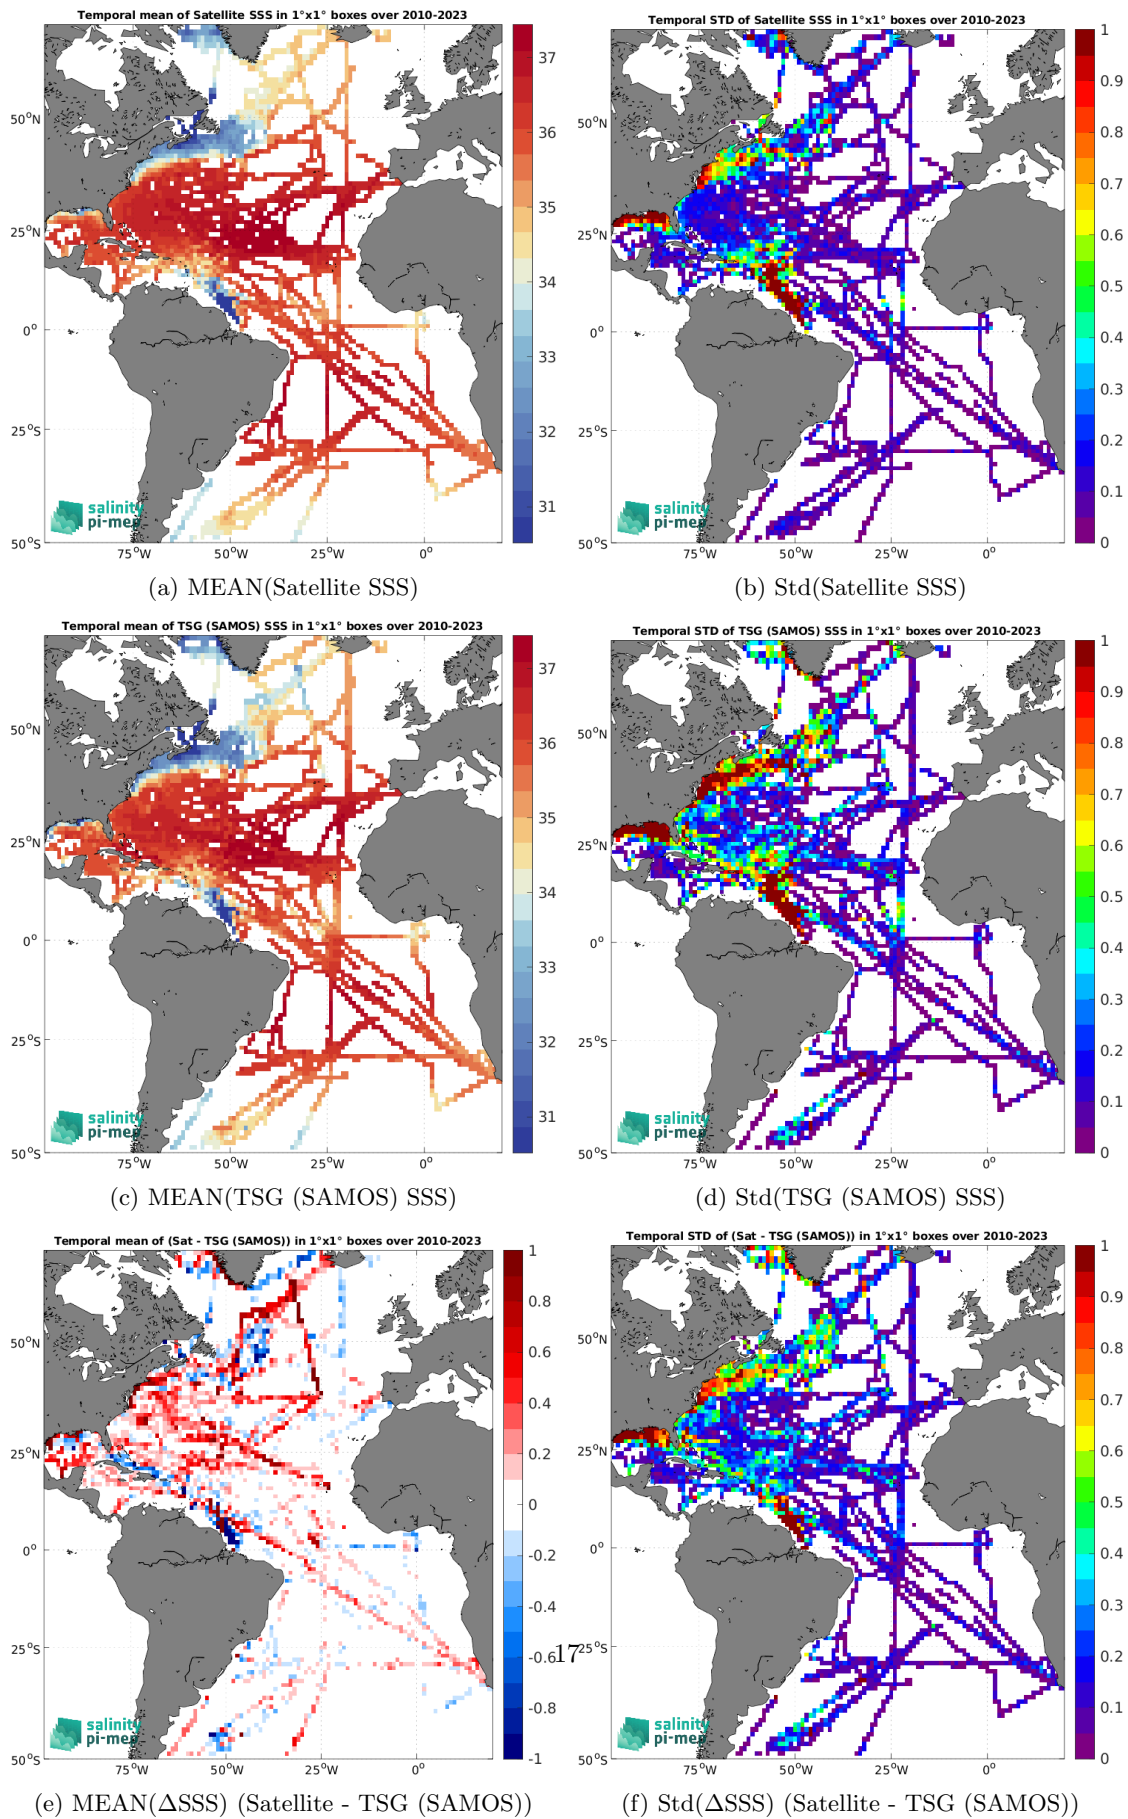 Temporal mean of Satellite SSS in 1°x1° boxes over 2010-2023
50°N
25°N
0°
25°S
50°S
75°W
50°W
25°W
0°
37
36
35
34
33
32
31
salinity
pi-mep
(a) MEAN(Satellite SSS)
Temporal STD of Satellite SSS in 1°x1° boxes over 2010-2023
50°N
25°N
0°
25°S
50°S
75°W
50°W
25°W
0°
1
0.9
0.8
0.7
0.6
0.5
0.4
0.3
0.2
0.1
0
salinity
pi-mep
(b) Std(Satellite SSS)
Temporal mean of TSG (SAMOS) SSS in 1°x1° boxes over 2010-2023
50°N
25°N
0°
25°S
50°S
75°W
50°W
25°W
0°
37
36
35
34
33
32
31
salinity
pi-mep
(c) MEAN(TSG (SAMOS) SSS)
Temporal STD of TSG (SAMOS) SSS in 1°x1° boxes over 2010-2023
50°N
25°N
0°
25°S
50°S
75°W
50°W
25°W
0°
1
0.9
0.8
0.7
0.6
0.5
0.4
0.3
0.2
0.1
0
salinity
pi-mep
(d) Std(TSG (SAMOS) SSS)
Temporal mean of (Sat - TSG (SAMOS)) in 1°x1° boxes over 2010-2023
50°N
25°N
0°
25°S
50°S
75°W
50°W
25°W
0°
1
0.8
0.6
0.4
0.2
0
-0.2
-0.4
-0.6
-0.8
-1
salinity
pi-mep
(e) MEAN(ΔSSS) (Satellite - TSG (SAMOS))
Temporal STD of (Sat - TSG (SAMOS)) in 1°x1° boxes over 2010-2023
50°N
25°N
0°
25°S
50°S
75°W
50°W
25°W
0°
1
0.9
0.8
0.7
0.6
0.5
0.4
0.3
0.2
0.1
0
salinity
pi-mep
(f) Std(ΔSSS) (Satellite - TSG (SAMOS))
17